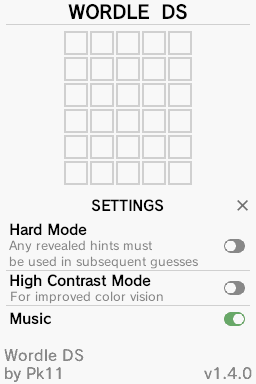 WORDLE DS
SETTINGS
Hard Mode
Any revealed hints must
be used in subsequent guesses
High Contrast Mode
For improved color vision
Music
Wordle DS
by Pk11 v1.4.0